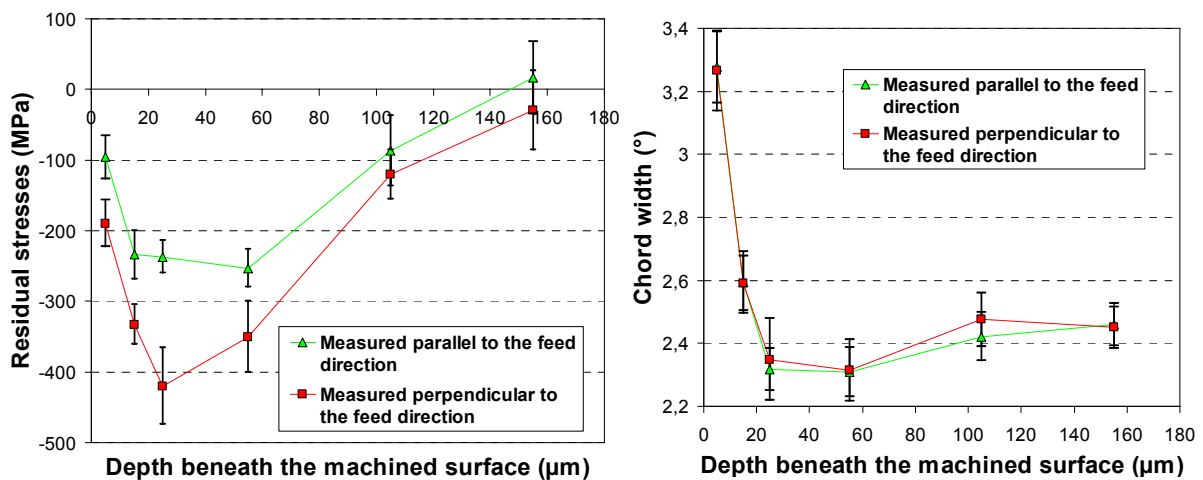 100
0
-100
-200
-300
-400
-500
0 20 40 60 80 100 120 140 160 180
Residual stresses (MPa)
Depth beneath the machined surface (µm)
Measured parallel to the feed
direction
Measured perpendicular to
the feed direction
3,4
3,2
3
2,8
2,6
2,4
2,2
0 20 40 60 80 100 120 140 160 180
Chord width (°)
Depth beneath the machined surface (µm)
Measured parallel to the feed
direction
Measured perpendicular to
the feed direction